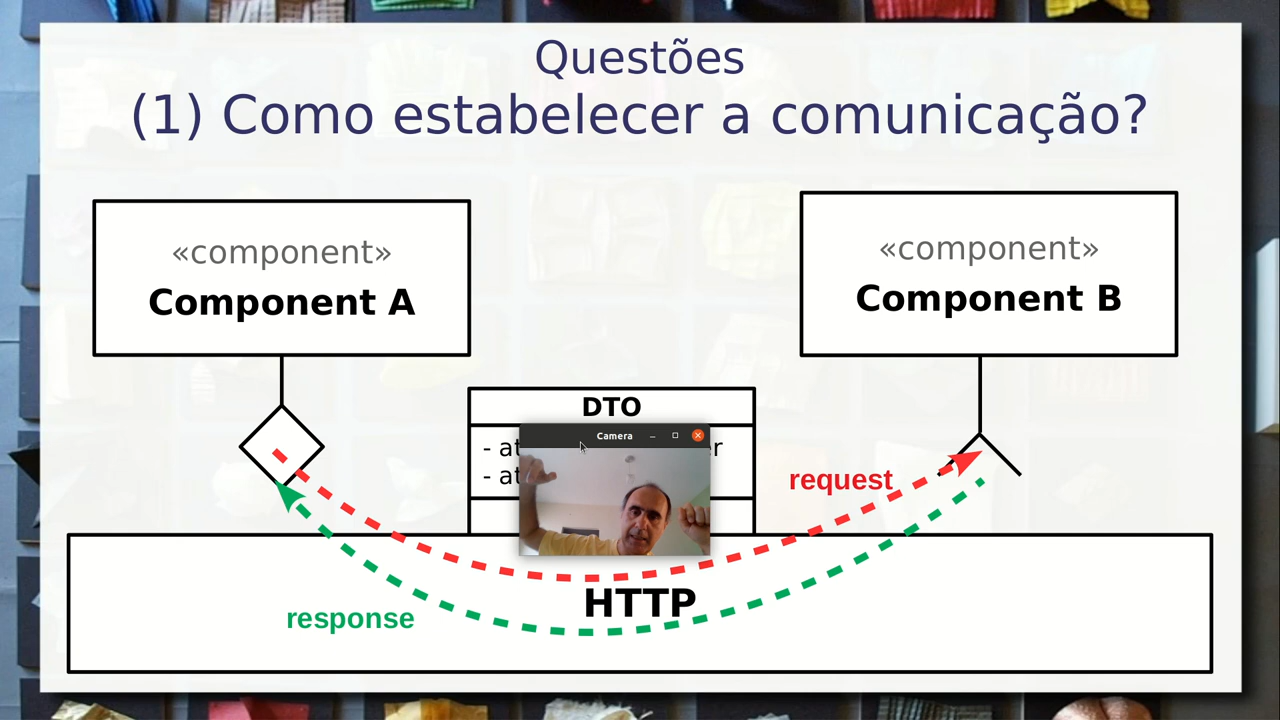 Questões
(1) Como estabelecer a comunicação?
«component»
Component A
«component»
Component B
DTO
Camera
request
HTTP
response